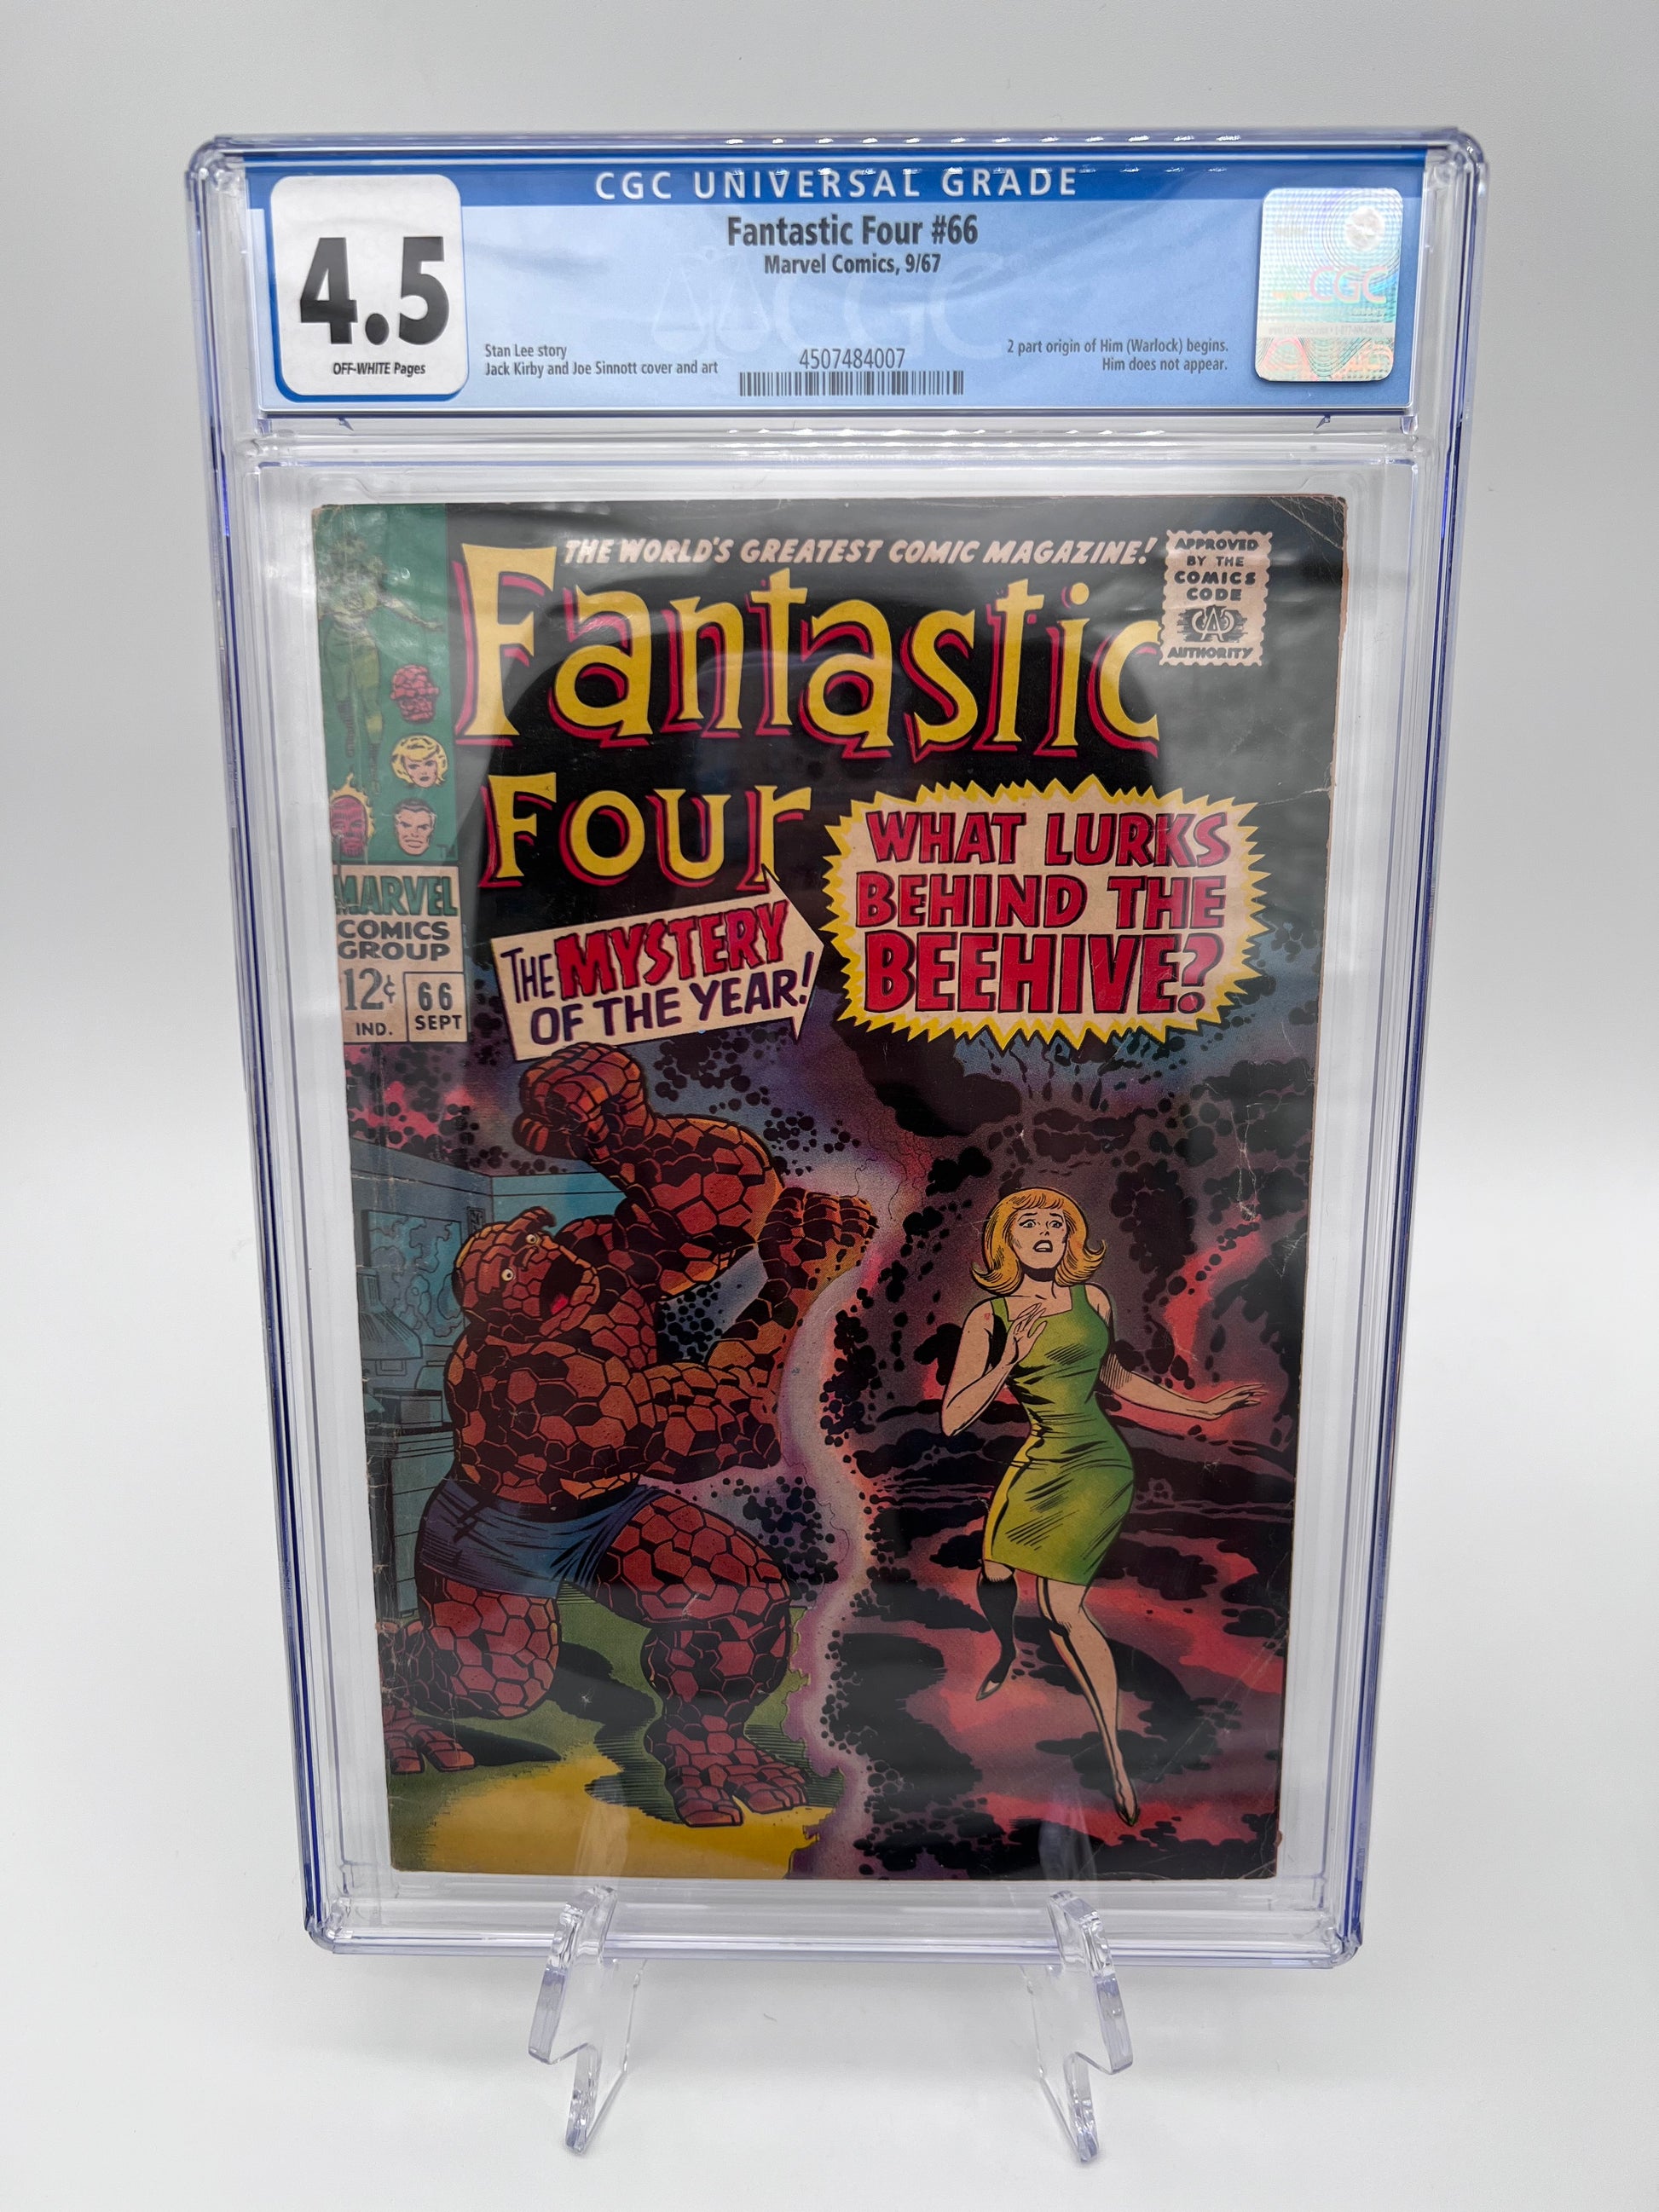 CGC UNIVERSAL GRADE
4.5
OFF-WHITE Pages
Fantastic Four #66
Marvel Comics, 9/67
Stan Lee story
Jack Kirby and Joe Sinnott cover and art
4507484007
2 part origin of Him (Warlock) begins.
Him does not appear.
CGC
CGC
THE WORLD'S GREATEST COMIC MAGAZINE!
Fantastic
Four
APPROVED
BY THE
COMICS
CODE
CA
AUTHORITY
MARVEL
COMICS
GROUP
12¢
IND.
66
SEPT
THE MYSTERY
OF THE YEAR!
WHAT LURKS
BEHIND THE
BEEHIVE?